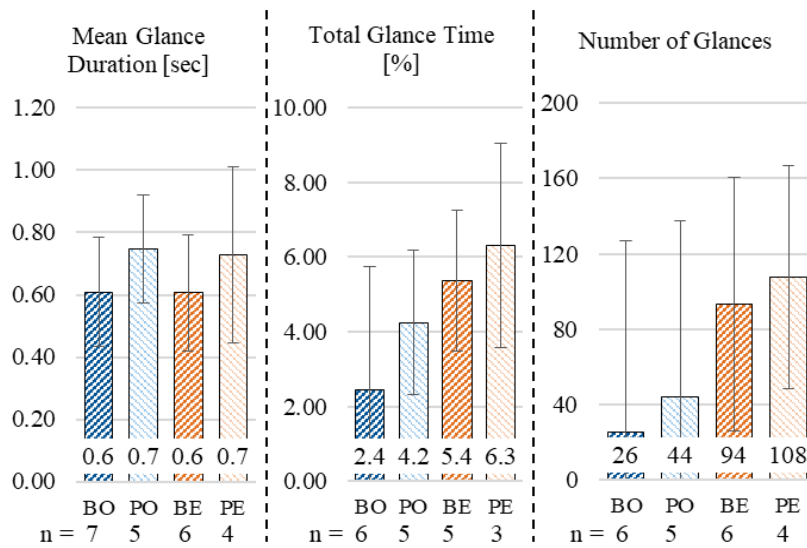 Mean Glance
Duration [sec]
1.20
1.00
0.80
0.60
0.40
0.20
0.00
0.6 0.7 0.6 0.7
BO PO BE PE
n = 7 5 6 4
Total Glance Time
[%]
10.00
8.00
6.00
4.00
2.00
0.00
2.4 4.2 5.4 6.3
BO PO BE PE
n = 6 5 5 3
Number of Glances
200
160
120
80
40
0
26 44 94 108
BO PO BE PE
n = 6 5 6 4